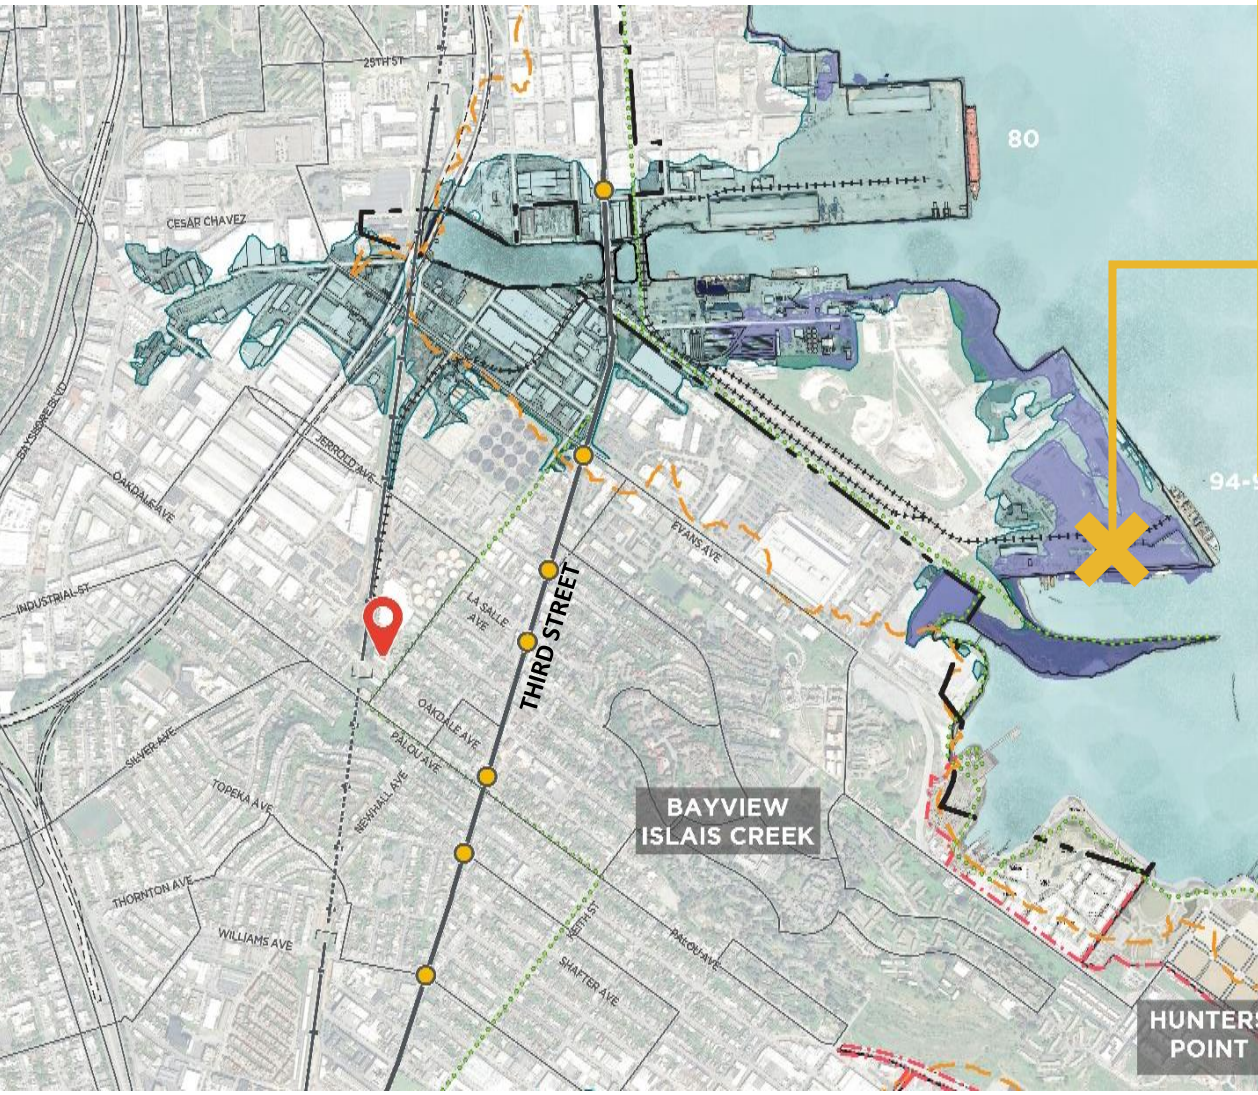 25TH ST
80
CESAR CHAVEZ
BAYSHORE BLVD
94-9
JERROLD AVE
OAKDALE AVE
EVANS AVE
INDUSTRIAL ST
LA SALLE
AVE
THIRD STREET
OAKDALE AVE
SILVER AVE
PALOU AVE
TOPEKA AVE
NEWHALL AVE
BAYVIEW
ISLAIS CREEK
THORNTON AVE
KEITH ST
WILLIAMS AVE
PALOU AVE
SHAFTER AVE
HUNTERS
POINT